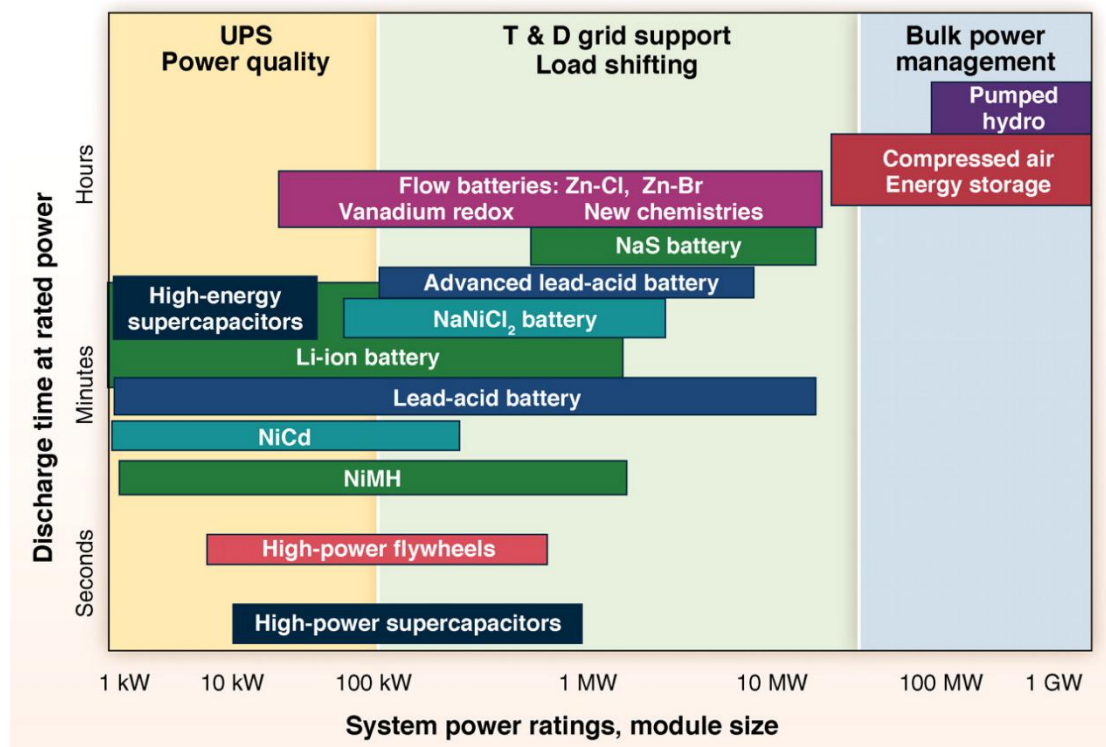 UPS
Power quality
T & D grid support
Load shifting
Bulk power
management
Pumped
hydro
Compressed air
Energy storage
Flow batteries: Zn-Cl, Zn-Br
Vanadium redox New chemistries
NaS battery
Advanced lead-acid battery
High-energy
supercapacitors
NaNiCl₂ battery
Li-ion battery
Lead-acid battery
NiCd
NiMH
High-power flywheels
High-power supercapacitors
Discharge time at rated power
Hours
Minutes
Seconds
1 kW 10 kW 100 kW 1 MW 10 MW 100 MW 1 GW
System power ratings, module size